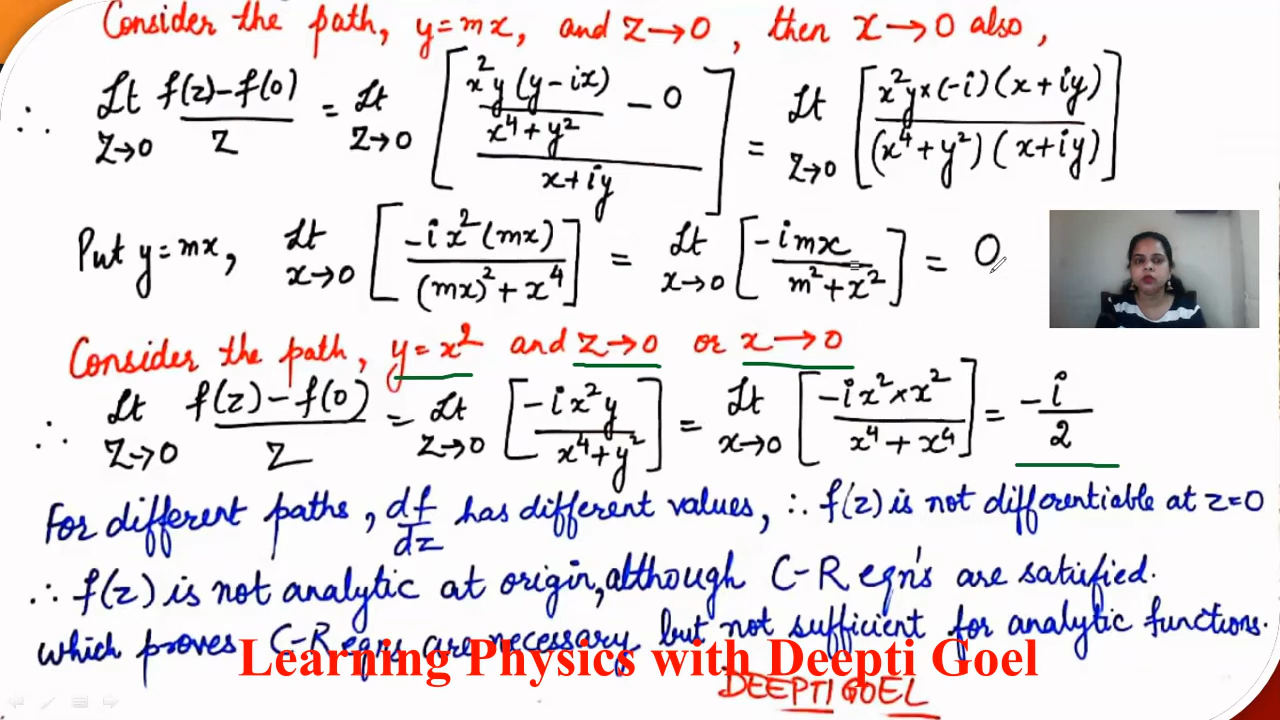 Consider the path, y=mx, and z→0, then x→0 also,
∴ Lt z→0 f(z)-f(0)/z = Lt z→0 [(x²y(y-ix)/(x⁴+y²) - 0)/(x+iy)] = Lt z→0 [x²y×(-i)(x+iy)/(x⁴+y²)(x+iy)]
Put y=mx, Lt x→0 [-ix²(mx)/((mx)²+x⁴)] = Lt x→0 [-imx/(m²+x²)] = 0
Consider the path, y=x² and z→0 or x→0
∴ Lt z→0 f(z)-f(0)/z = Lt z→0 [-ix²y/(x⁴+y²)] = Lt x→0 [-ix²×x²/(x⁴+x⁴)] = -i/2
For different paths, df/dz has different values, ∴ f(z) is not differentiable at z=0
∴ f(z) is not analytic at origin, although C-R eqn's are satisfied.
which proves C-R eqns are necessary but not sufficient for analytic functions.
Learning Physics with Deepti Goel
DEEPTI GOEL